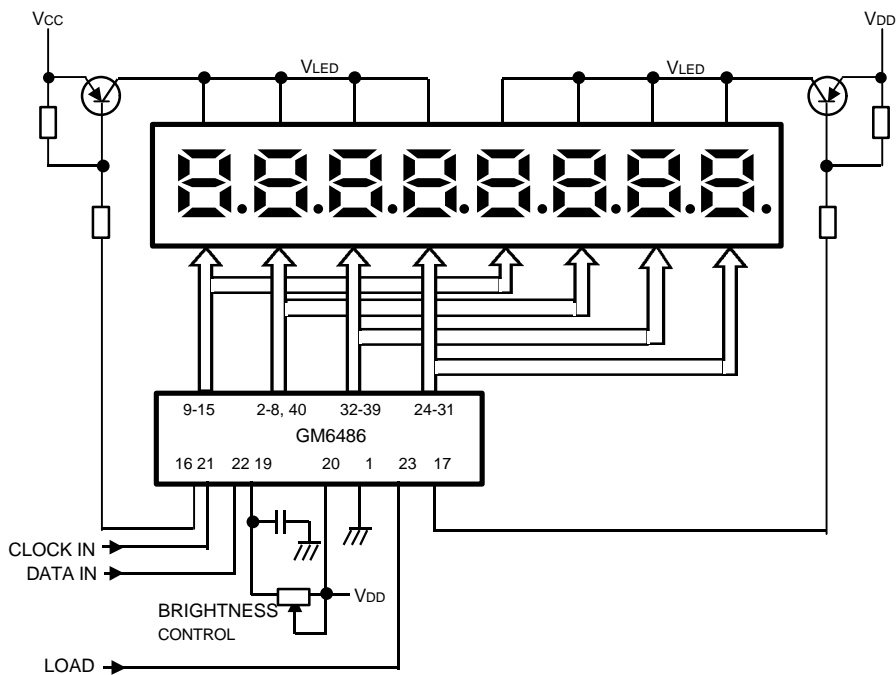 VCC
VDD
VLED
VLED
9-15 2-8, 40 32-39 24-31
GM6486
16 21 22 19 20 1 23 17
CLOCK IN
DATA IN
VDD
BRIGHTNESS
CONTROL
LOAD